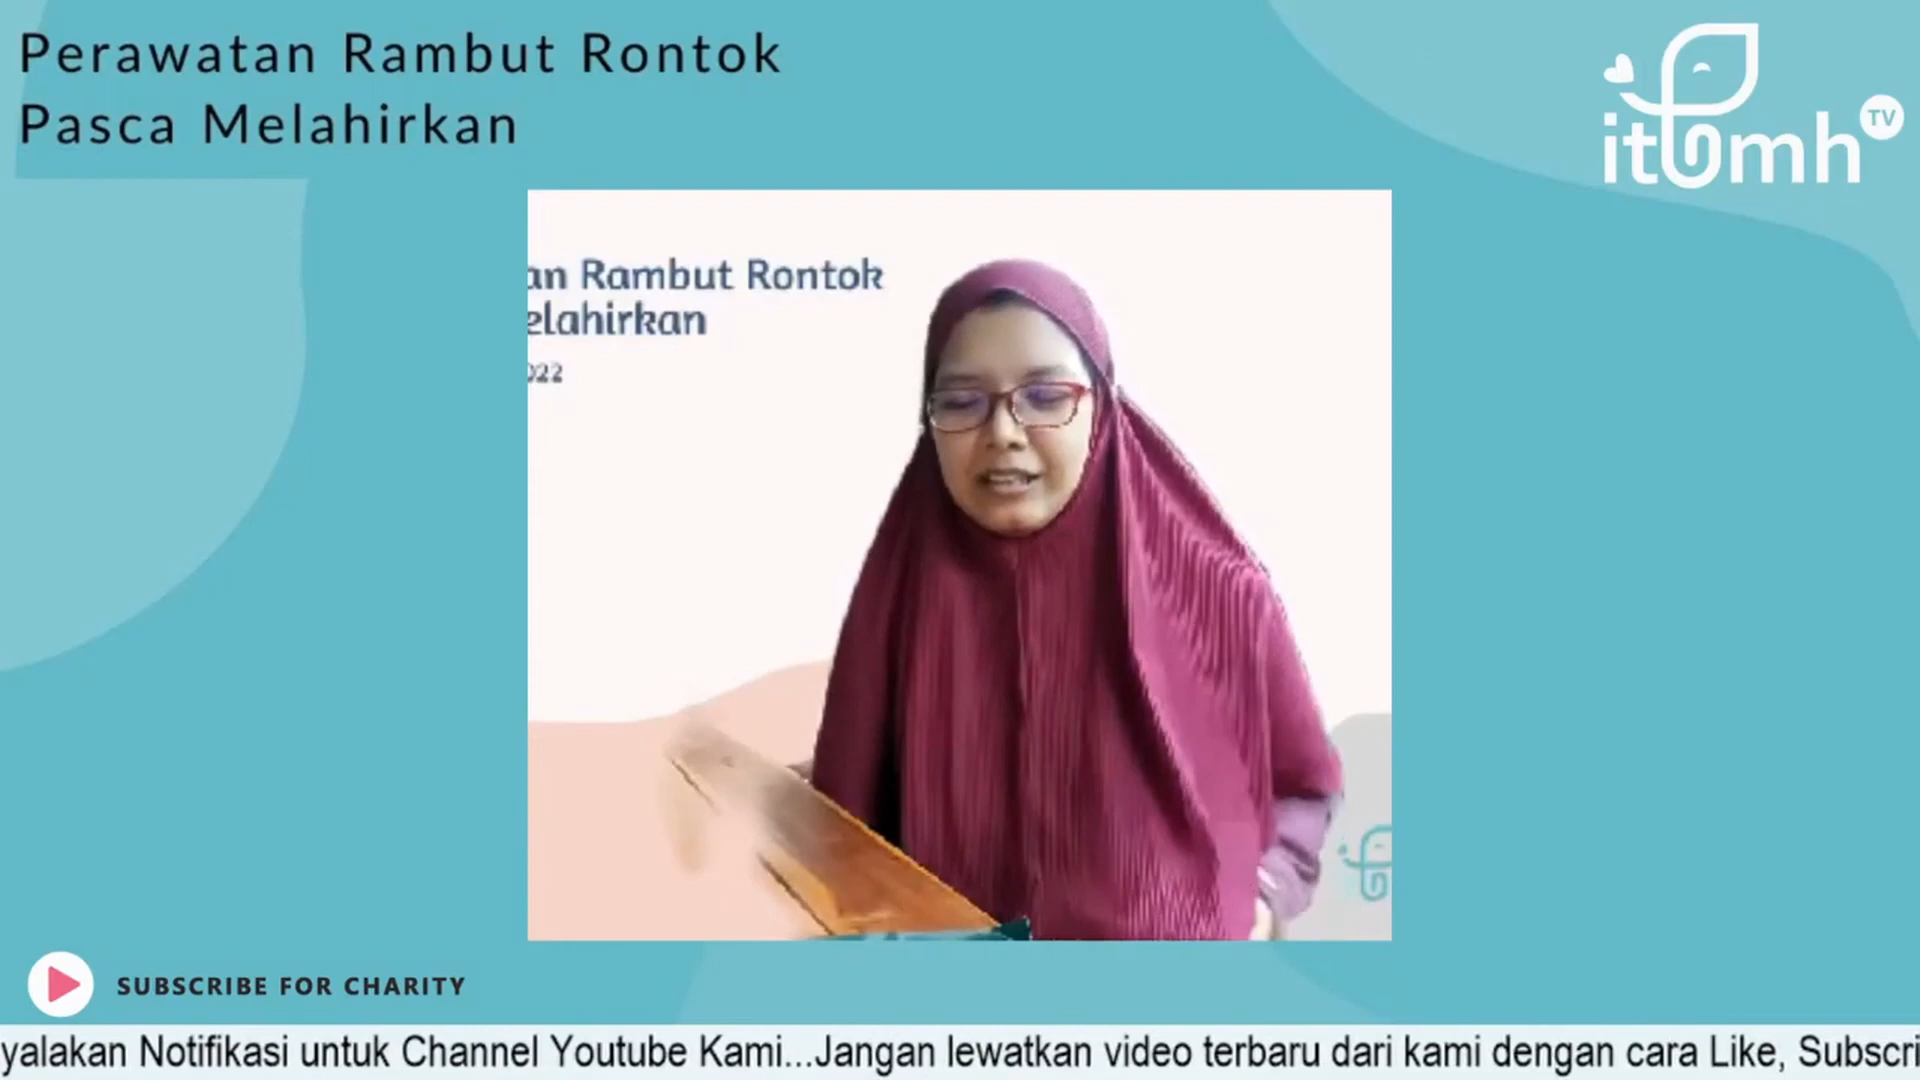 Perawatan Rambut Rontok
Pasca Melahirkan
itomh TV
an Rambut Rontok
elahirkan
022
SUBSCRIBE FOR CHARITY
yalakan Notifikasi untuk Channel Youtube Kami...Jangan lewatkan video terbaru dari kami dengan cara Like, Subscri